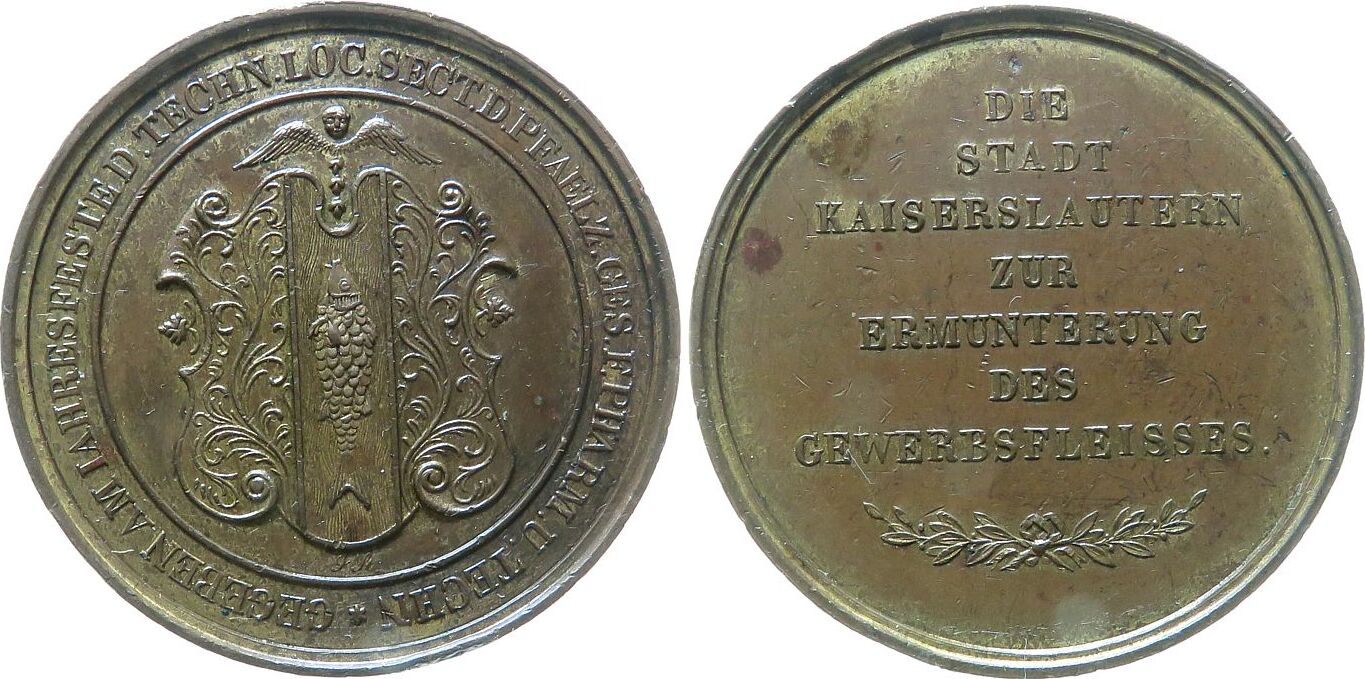 GEGEBEN AM IAHRESFESTE D. TECHN. LOC. SECT. D. PFAELZ. GES. F. PHARM. U. TECHN *
DIE
STADT
KAISERSLAUTERN
ZUR
ERMUNTERUNG
DES
GEWERBSFLEISSES.